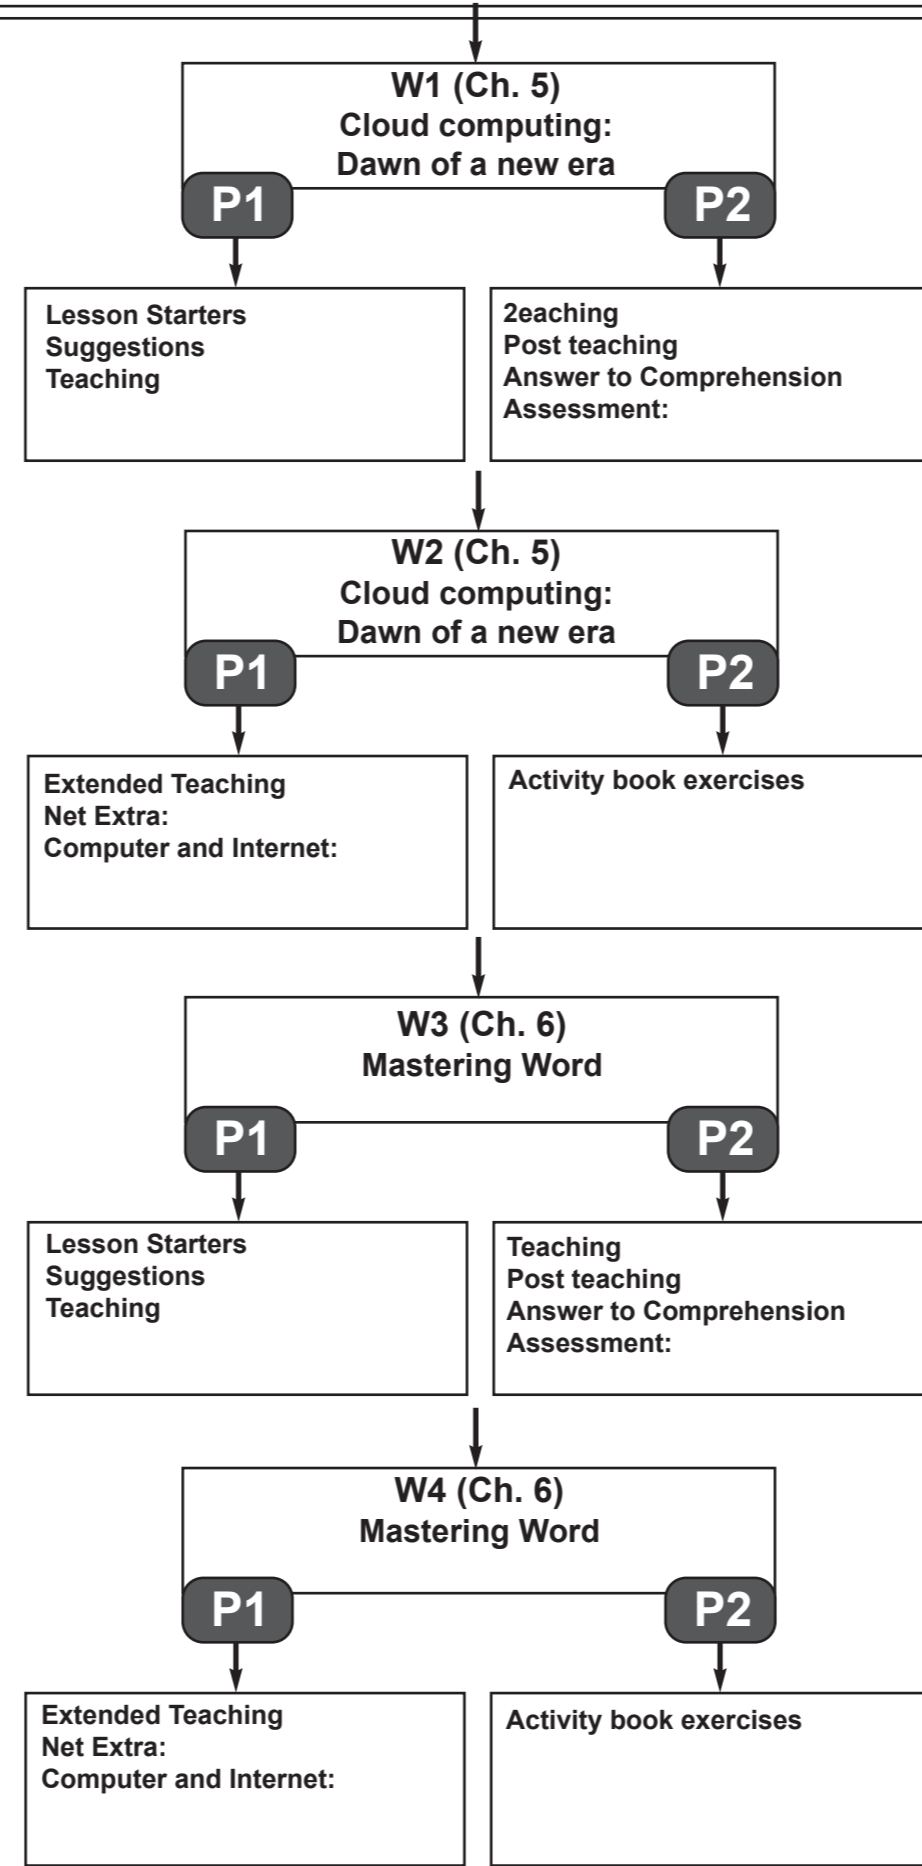 W1 (Ch. 5)
Cloud computing:
Dawn of a new era
P1
P2
Lesson Starters
Suggestions
Teaching
2eaching
Post teaching
Answer to Comprehension
Assessment:
W2 (Ch. 5)
Cloud computing:
Dawn of a new era
P1
P2
Extended Teaching
Net Extra:
Computer and Internet:
Activity book exercises
W3 (Ch. 6)
Mastering Word
P1
P2
Lesson Starters
Suggestions
Teaching
Teaching
Post teaching
Answer to Comprehension
Assessment:
W4 (Ch. 6)
Mastering Word
P1
P2
Extended Teaching
Net Extra:
Computer and Internet:
Activity book exercises